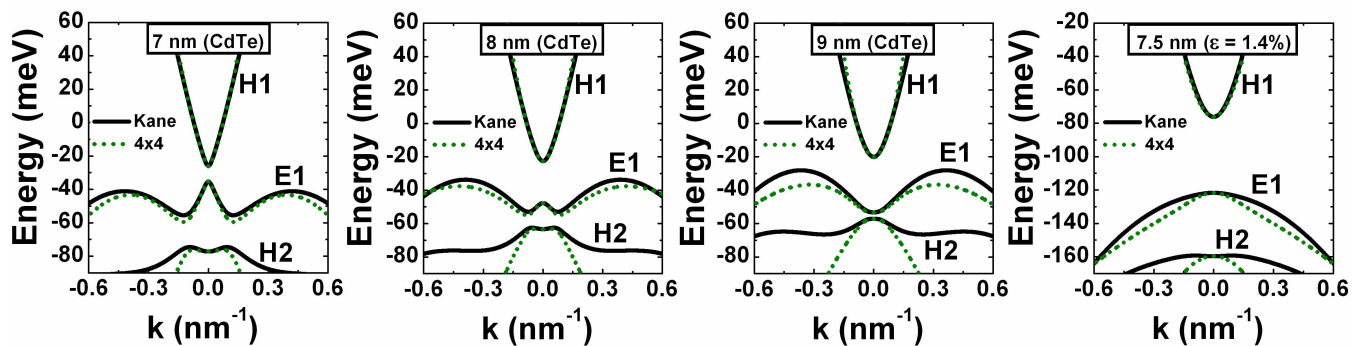 7 nm (CdTe)
H1
Kane
4x4
E1
H2
Energy (meV)
60
40
20
0
-20
-40
-60
-80
-0.6 -0.3 0.0 0.3 0.6
k (nm⁻¹)
8 nm (CdTe)
H1
Kane
4x4
E1
H2
Energy (meV)
60
40
20
0
-20
-40
-60
-80
-0.6 -0.3 0.0 0.3 0.6
k (nm⁻¹)
9 nm (CdTe)
H1
Kane
4x4
E1
H2
Energy (meV)
60
40
20
0
-20
-40
-60
-80
-0.6 -0.3 0.0 0.3 0.6
k (nm⁻¹)
7.5 nm (ε = 1.4%)
H1
Kane
4x4
E1
H2
Energy (meV)
-20
-40
-60
-80
-100
-120
-140
-160
-0.6 -0.3 0.0 0.3 0.6
k (nm⁻¹)